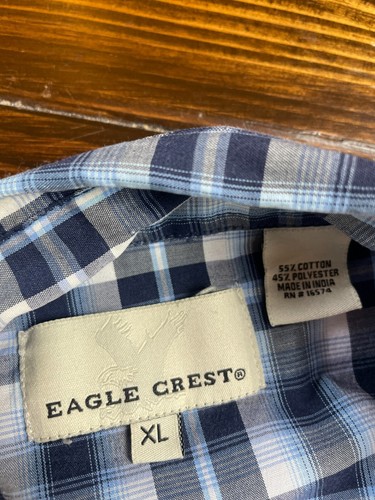 55% COTTON
45% POLYESTER
MADE IN INDIA
RN # 16574
EAGLE CREST®
XL